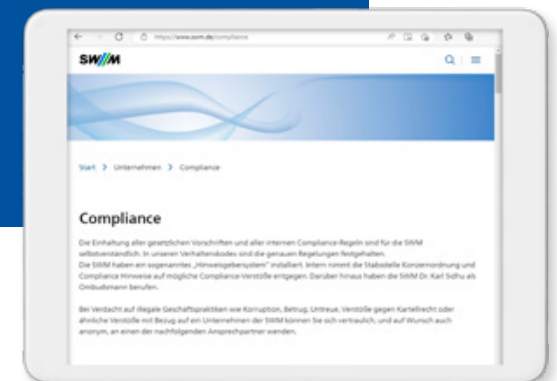 https://www.swm.de/compliance
SWM
Start > Unternehmen > Compliance
Compliance
Die Einhaltung aller gesetzlichen Vorschriften und aller internen Compliance-Regeln sind für die SWM
selbstverständlich. In unseren Verhaltenskodex sind die genauen Regelungen festgehalten.
Die SWM haben ein sogenanntes „Hinweisgebersystem" installiert. Intern nimmt die Stabsstelle Konzernordnung und
Compliance Hinweise auf mögliche Compliance-Verstöße entgegen. Darüber hinaus haben die SWM Dr. Karl Sidhu als
Ombudsmann berufen.
Bei Verdacht auf illegale Geschäftspraktiken wie Korruption, Betrug, Untreue, Verstöße gegen Kartellrecht oder
ähnliche Verstöße mit Bezug auf ein Unternehmen der SWM können Sie sich vertraulich, und auf Wunsch auch
anonym, an einen der nachfolgenden Ansprechpartner wenden.